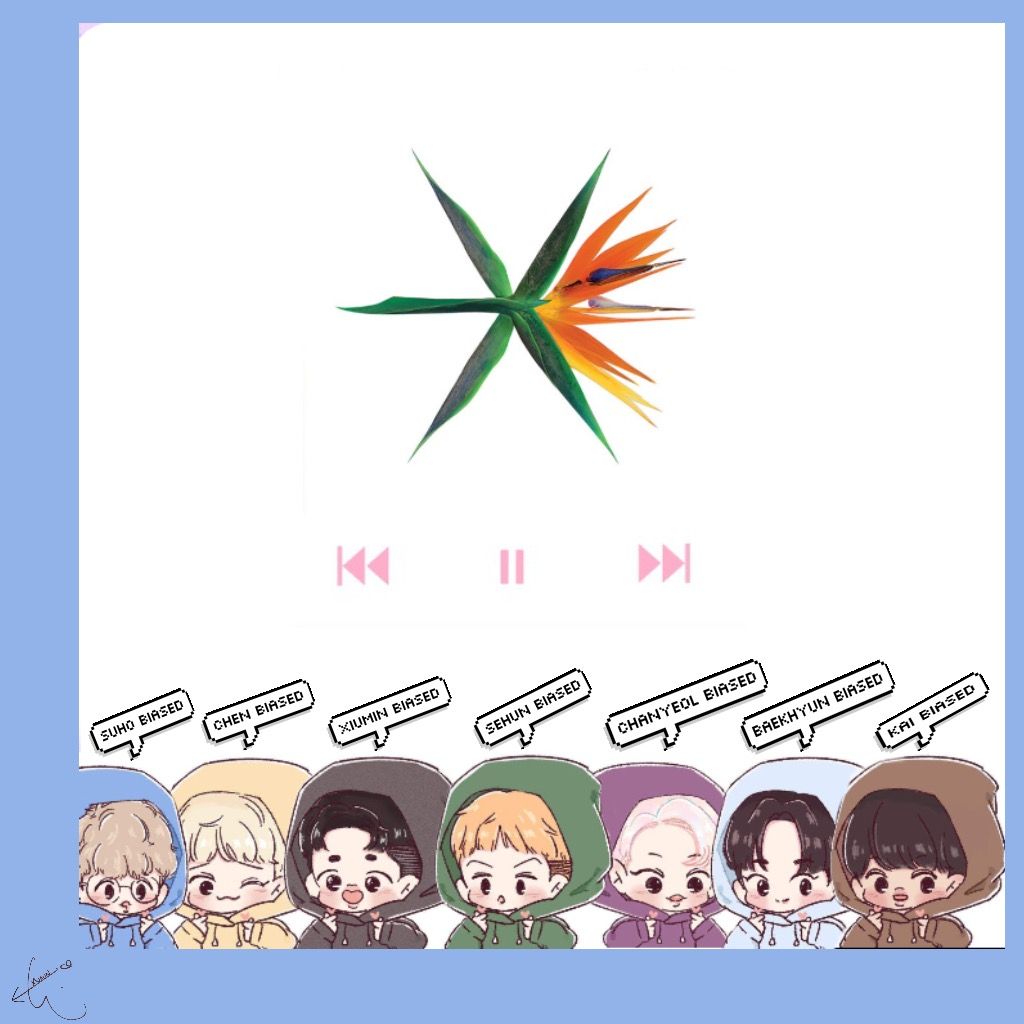 SUHO BIASED
CHEN BIASED
XIUMIN BIASED
SEHUN BIASED
CHANYEOL BIASED
BAEKHYUN BIASED
KAI BIASED